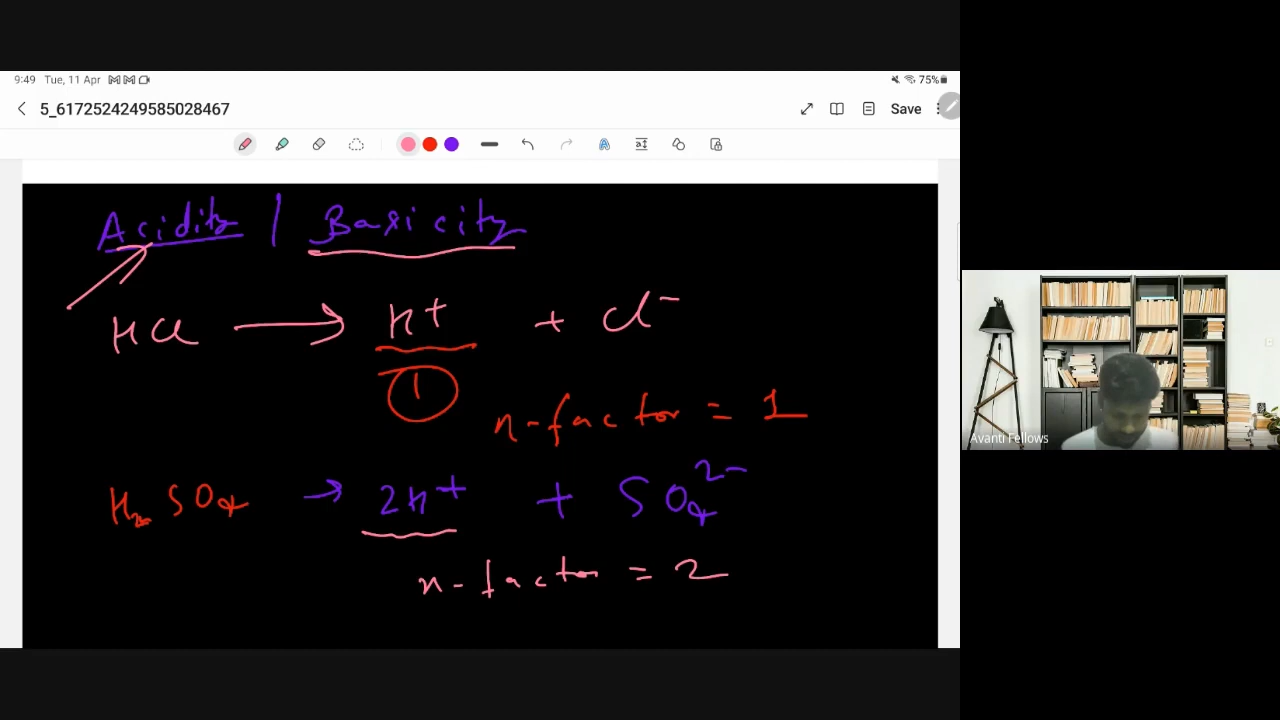 9:49 Tue, 11 Apr
75%
5_6172524249585028467
Save
Acidity | Basicity
HCl → H+ + Cl−
1
n-factor = 1
H2SO4 → 2H+ + SO4 2−
n-factor = 2
Avanti Fellows